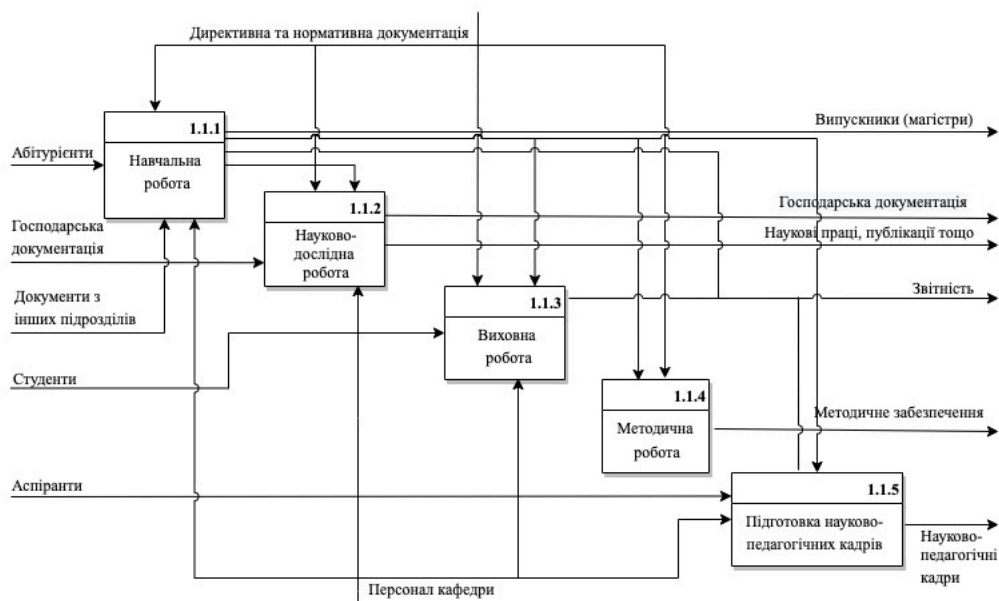 Директивна та нормативна документація
1.1.1
Навчальна
робота
Абітурієнти
Випускники (магістри)
1.1.2
Науково-
дослідна
робота
Господарська
документація
Господарська документація
Наукові праці, публікації тощо
Документи з
інших підрозділів
1.1.3
Виховна
робота
Звітність
Студенти
1.1.4
Методична
робота
Методичне забезпечення
Аспіранти
1.1.5
Підготовка науково-
педагогічних кадрів
Науково-
педагогічні
кадри
Персонал кафедри